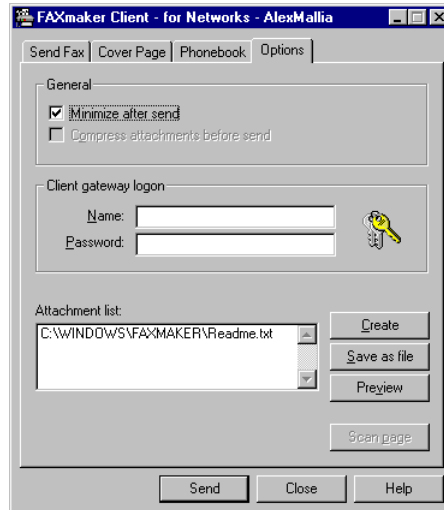 FAXmaker Client - for Networks - AlexMallia
Send Fax Cover Page Phonebook Options
General
Minimize after send
Compress attachments before send
Client gateway logon
Name:
Password:
Attachment list:
C:\WINDOWS\FAXMAKER\Readme.txt
Create
Save as file
Preview
Scan page
Send Close Help